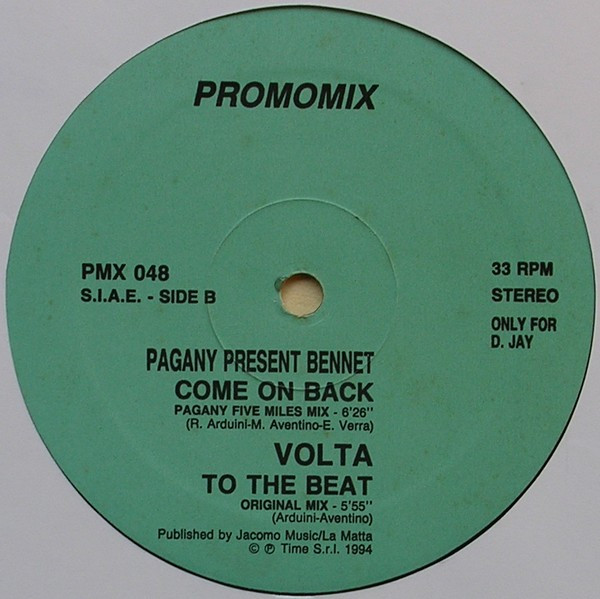 PROMOMIX
PMX 048
S.I.A.E. - SIDE B
33 RPM
STEREO
ONLY FOR
D. JAY
PAGANY PRESENT BENNET
COME ON BACK
PAGANY FIVE MILES MIX - 6'26''
(R. Arduini-M. Aventino-E. Verra)
VOLTA
TO THE BEAT
ORIGINAL MIX - 5'55''
(Arduini-Aventino)
Published by Jacomo Music/La Matta
© ℗ Time S.r.l. 1994